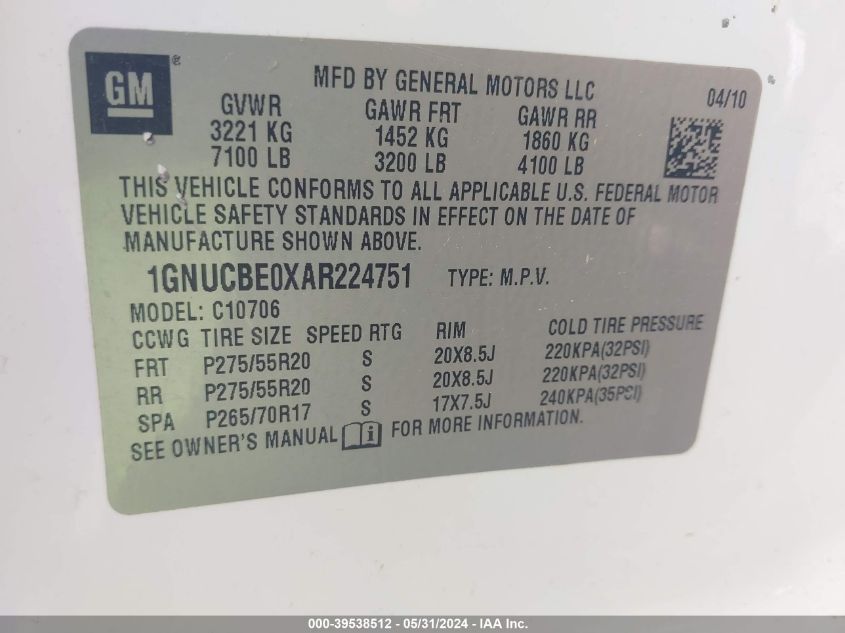 GM ®
MFD BY GENERAL MOTORS LLC
04/10
GVWR GAWR FRT GAWR RR
3221 KG 1452 KG 1860 KG
7100 LB 3200 LB 4100 LB
THIS VEHICLE CONFORMS TO ALL APPLICABLE U.S. FEDERAL MOTOR
VEHICLE SAFETY STANDARDS IN EFFECT ON THE DATE OF
MANUFACTURE SHOWN ABOVE.
1GNUCBE0XAR224751 TYPE: M.P.V.
MODEL: C10706
CCWG TIRE SIZE SPEED RTG RIM COLD TIRE PRESSURE
FRT P275/55R20 S 20X8.5J 220KPA(32PSI)
RR P275/55R20 S 20X8.5J 220KPA(32PSI)
SPA P265/70R17 S 17X7.5J 240KPA(35PSI)
SEE OWNER'S MANUAL i FOR MORE INFORMATION.
000-39538512 - 05/31/2024 - IAA Inc.